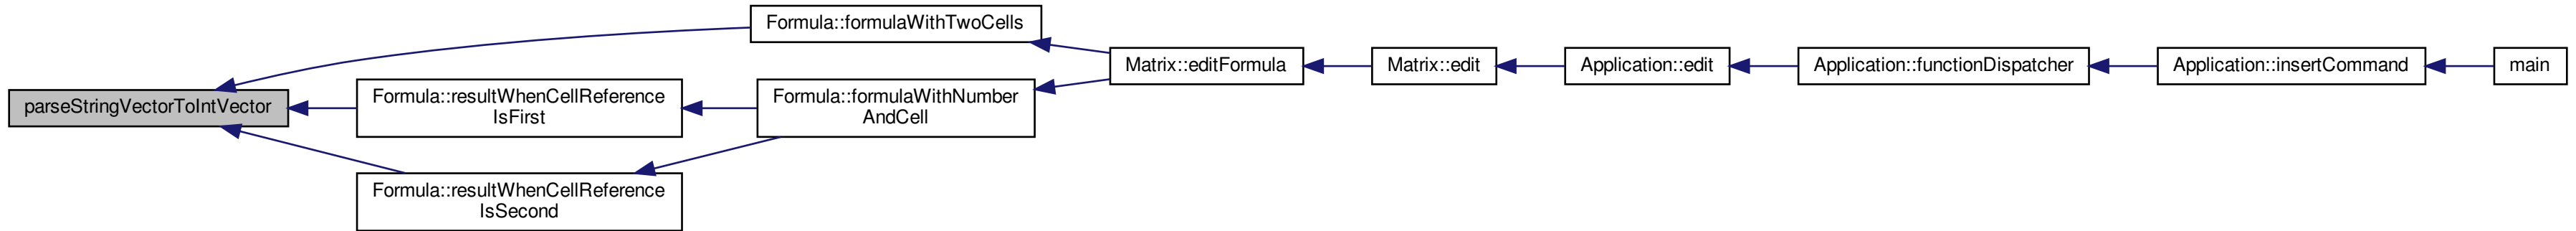 parseStringVectorToIntVector
Formula::formulaWithTwoCells
Formula::resultWhenCellReference
IsFirst
Formula::resultWhenCellReference
IsSecond
Formula::formulaWithNumber
AndCell
Matrix::editFormula
Matrix::edit
Application::edit
Application::functionDispatcher
Application::insertCommand
main